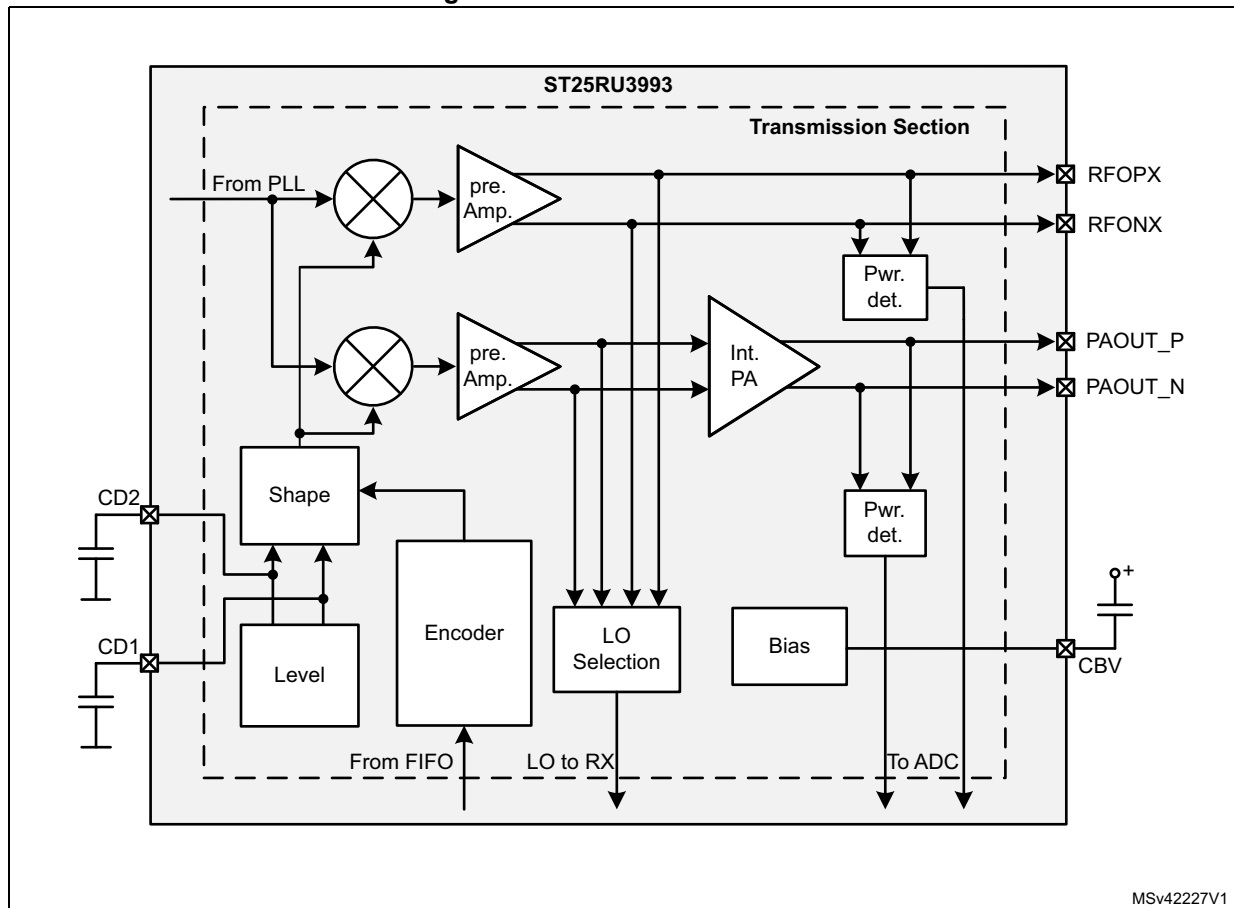 ST25RU3993
Transmission Section
From PLL
pre.
Amp.
RFOPX
RFONX
Pwr.
det.
pre.
Amp.
Int.
PA
PAOUT_P
PAOUT_N
CD2
Shape
Pwr.
det.
Encoder
LO
Selection
Bias
+
CD1
Level
CBV
From FIFO
LO to RX
To ADC
MSv42227V1